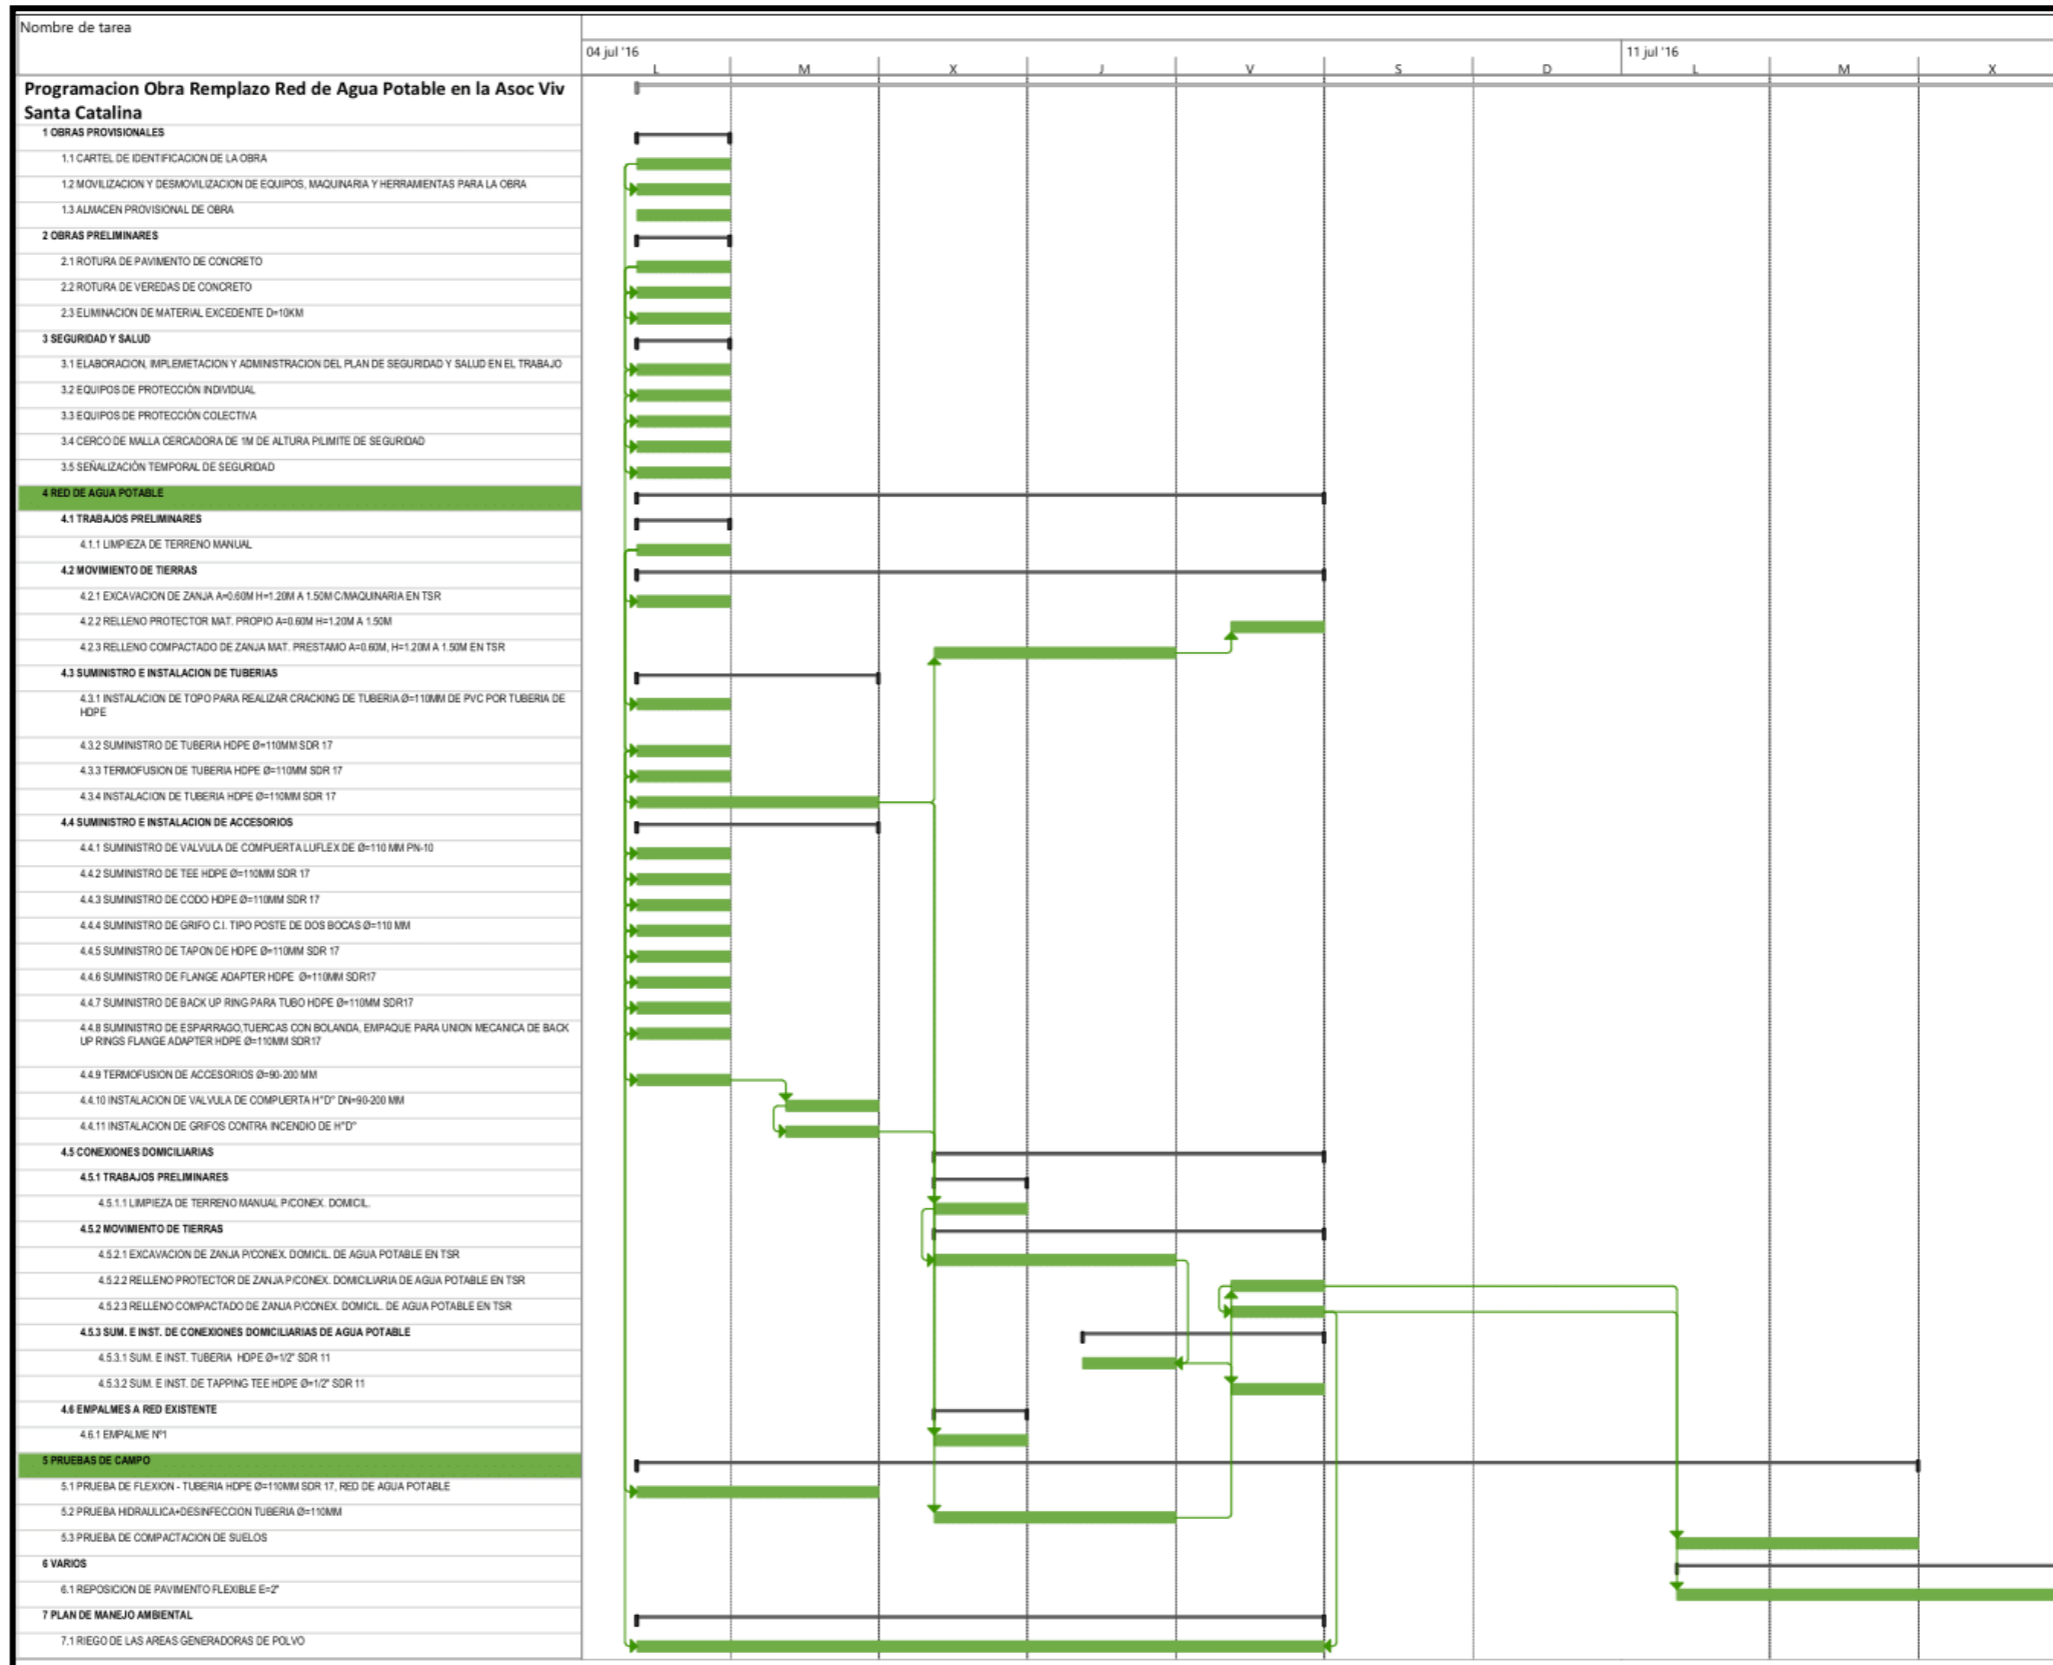 Nombre de tarea
04 jul '16
11 jul '16
L M X J V S D L M X
Programacion Obra Remplazo Red de Agua Potable en la Asoc Viv
Santa Catalina
1 OBRAS PROVISIONALES
1.1 CARTEL DE IDENTIFICACION DE LA OBRA
1.2 MOVILIZACION Y DESMOVILIZACION DE EQUIPOS, MAQUINARIA Y HERRAMIENTAS PARA LA OBRA
1.3 ALMACEN PROVISIONAL DE OBRA
2 OBRAS PRELIMINARES
2.1 ROTURA DE PAVIMENTO DE CONCRETO
2.2 ROTURA DE VEREDAS DE CONCRETO
2.3 ELIMINACION DE MATERIAL EXCEDENTE D=10KM
3 SEGURIDAD Y SALUD
3.1 ELABORACION, IMPLEMETACION Y ADMINISTRACION DEL PLAN DE SEGURIDAD Y SALUD EN EL TRABAJO
3.2 EQUIPOS DE PROTECCIÓN INDIVIDUAL
3.3 EQUIPOS DE PROTECCIÓN COLECTIVA
3.4 CERCO DE MALLA CERCADORA DE 1M DE ALTURA P/LIMITE DE SEGURIDAD
3.5 SEÑALIZACIÓN TEMPORAL DE SEGURIDAD
4 RED DE AGUA POTABLE
4.1 TRABAJOS PRELIMINARES
4.1.1 LIMPIEZA DE TERRENO MANUAL
4.2 MOVIMIENTO DE TIERRAS
4.2.1 EXCAVACION DE ZANJA A=0.60M H=1.20M A 1.50M C/MAQUINARIA EN TSR
4.2.2 RELLENO PROTECTOR MAT. PROPIO A=0.60M H=1.20M A 1.50M
4.2.3 RELLENO COMPACTADO DE ZANJA MAT. PRESTAMO A=0.60M, H=1.20M A 1.50M EN TSR
4.3 SUMINISTRO E INSTALACION DE TUBERIAS
4.3.1 INSTALACION DE TOPO PARA REALIZAR CRACKING DE TUBERIA Ø=110MM DE PVC POR TUBERIA DE
HDPE
4.3.2 SUMINISTRO DE TUBERIA HDPE Ø=110MM SDR 17
4.3.3 TERMOFUSION DE TUBERIA HDPE Ø=110MM SDR 17
4.3.4 INSTALACION DE TUBERIA HDPE Ø=110MM SDR 17
4.4 SUMINISTRO E INSTALACION DE ACCESORIOS
4.4.1 SUMINISTRO DE VALVULA DE COMPUERTA LUFLEX DE Ø=110 MM PN-10
4.4.2 SUMINISTRO DE TEE HDPE Ø=110MM SDR 17
4.4.3 SUMINISTRO DE CODO HDPE Ø=110MM SDR 17
4.4.4 SUMINISTRO DE GRIFO C.I. TIPO POSTE DE DOS BOCAS Ø=110 MM
4.4.5 SUMINISTRO DE TAPON DE HDPE Ø=110MM SDR 17
4.4.6 SUMINISTRO DE FLANGE ADAPTER HDPE Ø=110MM SDR17
4.4.7 SUMINISTRO DE BACK UP RING PARA TUBO HDPE Ø=110MM SDR17
4.4.8 SUMINISTRO DE ESPARRAGO,TUERCAS CON BOLANDA, EMPAQUE PARA UNION MECANICA DE BACK
UP RINGS FLANGE ADAPTER HDPE Ø=110MM SDR17
4.4.9 TERMOFUSION DE ACCESORIOS Ø=90-200 MM
4.4.10 INSTALACION DE VALVULA DE COMPUERTA H"D" DN=90-200 MM
4.4.11 INSTALACION DE GRIFOS CONTRA INCENDIO DE H"D"
4.5 CONEXIONES DOMICILIARIAS
4.5.1 TRABAJOS PRELIMINARES
4.5.1.1 LIMPIEZA DE TERRENO MANUAL P/CONEX. DOMICIL.
4.5.2 MOVIMIENTO DE TIERRAS
4.5.2.1 EXCAVACION DE ZANJA P/CONEX. DOMICIL. DE AGUA POTABLE EN TSR
4.5.2.2 RELLENO PROTECTOR DE ZANJA P/CONEX. DOMICILIARIA DE AGUA POTABLE EN TSR
4.5.2.3 RELLENO COMPACTADO DE ZANJA P/CONEX. DOMICIL. DE AGUA POTABLE EN TSR
4.5.3 SUM. E INST. DE CONEXIONES DOMICILIARIAS DE AGUA POTABLE
4.5.3.1 SUM. E INST. TUBERIA HDPE Ø=1/2" SDR 11
4.5.3.2 SUM. E INST. DE TAPPING TEE HDPE Ø=1/2" SDR 11
4.6 EMPALMES A RED EXISTENTE
4.6.1 EMPALME Nº1
5 PRUEBAS DE CAMPO
5.1 PRUEBA DE FLEXION - TUBERIA HDPE Ø=110MM SDR 17, RED DE AGUA POTABLE
5.2 PRUEBA HIDRAULICA+DESINFECCION TUBERIA Ø=110MM
5.3 PRUEBA DE COMPACTACION DE SUELOS
6 VARIOS
6.1 REPOSICION DE PAVIMENTO FLEXIBLE E=2"
7 PLAN DE MANEJO AMBIENTAL
7.1 RIEGO DE LAS AREAS GENERADORAS DE POLVO